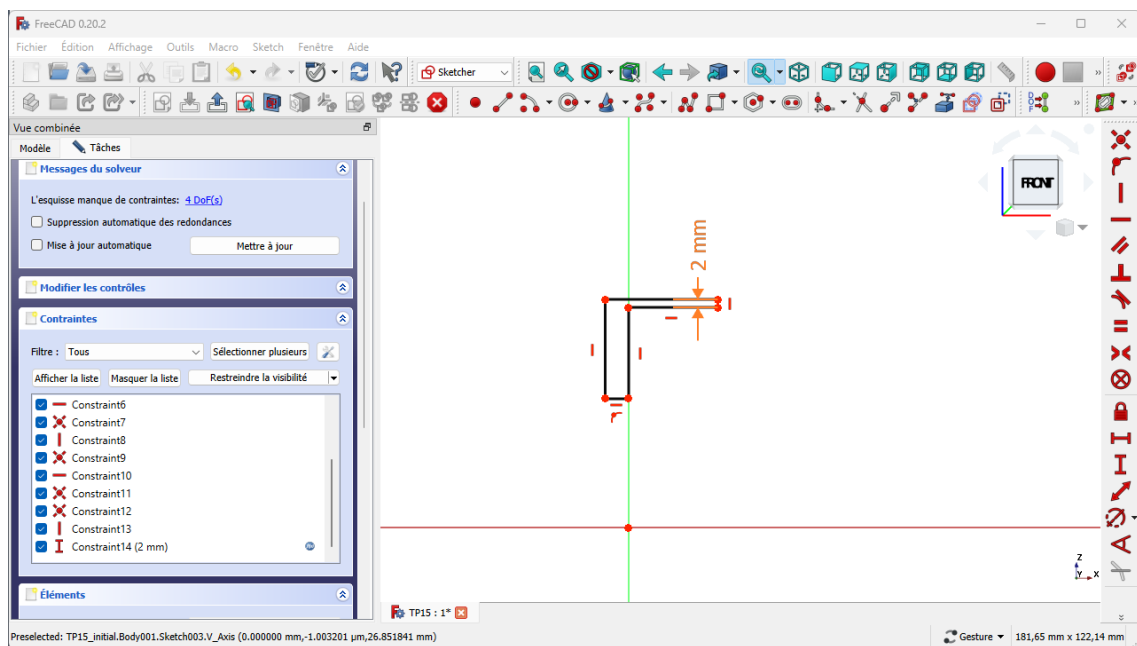 FreeCAD 0.20.2
Fichier Édition Affichage Outils Macro Sketch Fenêtre Aide
Sketcher
»
»
»
Vue combinée
Modèle Tâches
Messages du solveur
L'esquisse manque de contraintes: 4 DoF(s)
Suppression automatique des redondances
Mise à jour automatique Mettre à jour
Modifier les contrôles
Contraintes
Filtre : Tous Sélectionner plusieurs
Afficher la liste Masquer la liste Restreindre la visibilité
Constraint6
Constraint7
Constraint8
Constraint9
Constraint10
Constraint11
Constraint12
Constraint13
Constraint14 (2 mm)
Éléments
2 mm
FRONT
Z
Y X
TP15 : 1*
Preselected: TP15_initial.Body001.Sketch003.V_Axis (0.000000 mm,-1.003201 µm,26.851841 mm)
Gesture 181,65 mm x 122,14 mm